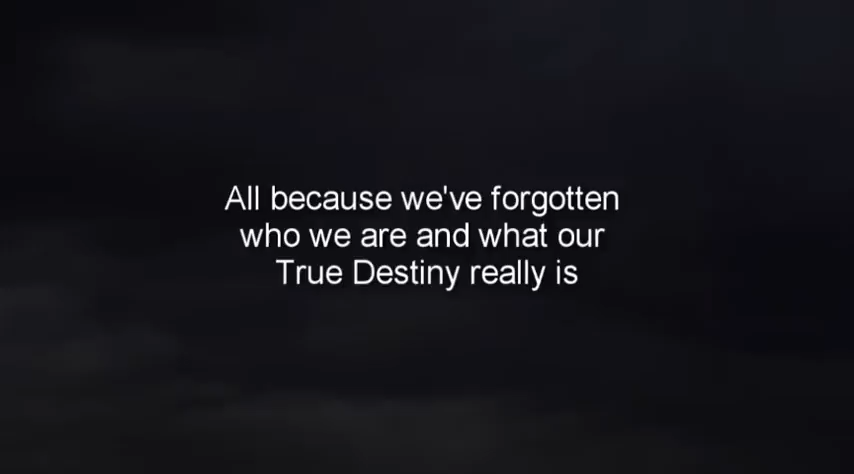 All because we've forgotten
who we are and what our
True Destiny really is